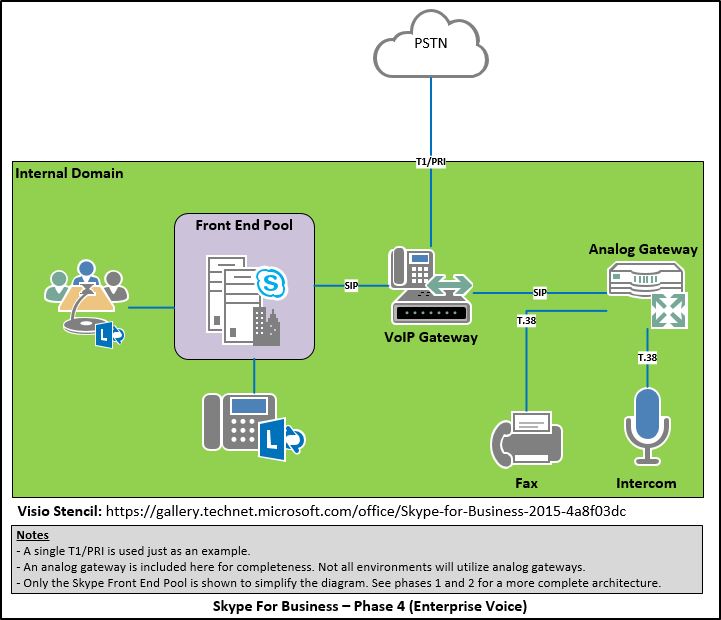 PSTN
T1/PRI
Internal Domain
Front End Pool
Analog Gateway
S
SIP
SIP
VoIP Gateway
T.38
L
T.38
L
Fax
Intercom
Visio Stencil: https://gallery.technet.microsoft.com/office/Skype-for-Business-2015-4a8f03dc
Notes
- A single T1/PRI is used just as an example.
- An analog gateway is included here for completeness. Not all environments will utilize analog gateways.
- Only the Skype Front End Pool is shown to simplify the diagram. See phases 1 and 2 for a more complete architecture.
Skype For Business – Phase 4 (Enterprise Voice)